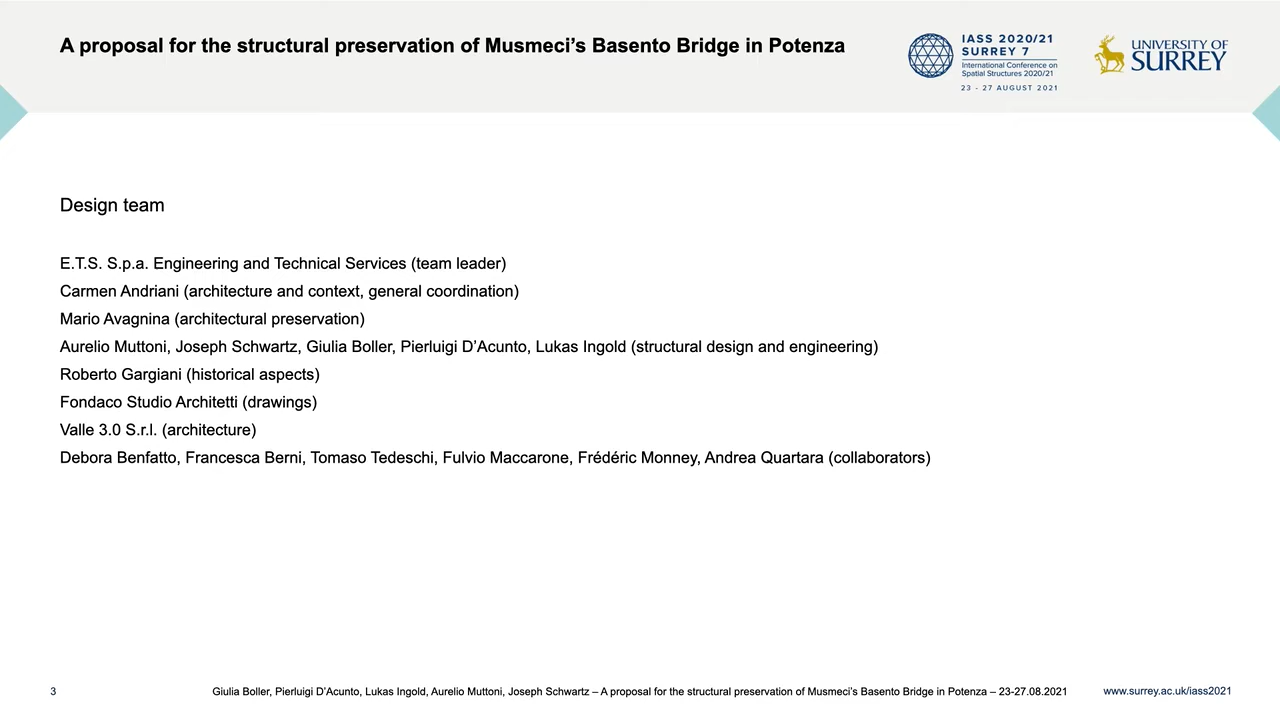 A proposal for the structural preservation of Musmeci’s Basento Bridge in Potenza
IASS 2020/21
SURREY 7
International Conference on
Spatial Structures 2020/21
23 - 27 AUGUST 2021
UNIVERSITY OF
SURREY
Design team
E.T.S. S.p.a. Engineering and Technical Services (team leader)
Carmen Andriani (architecture and context, general coordination)
Mario Avagnina (architectural preservation)
Aurelio Muttoni, Joseph Schwartz, Giulia Boller, Pierluigi D’Acunto, Lukas Ingold (structural design and engineering)
Roberto Gargiani (historical aspects)
Fondaco Studio Architetti (drawings)
Valle 3.0 S.r.l. (architecture)
Debora Benfatto, Francesca Berni, Tomaso Tedeschi, Fulvio Maccarone, Frédéric Monney, Andrea Quartara (collaborators)
3
Giulia Boller, Pierluigi D’Acunto, Lukas Ingold, Aurelio Muttoni, Joseph Schwartz – A proposal for the structural preservation of Musmeci’s Basento Bridge in Potenza – 23-27.08.2021
www.surrey.ac.uk/iass2021